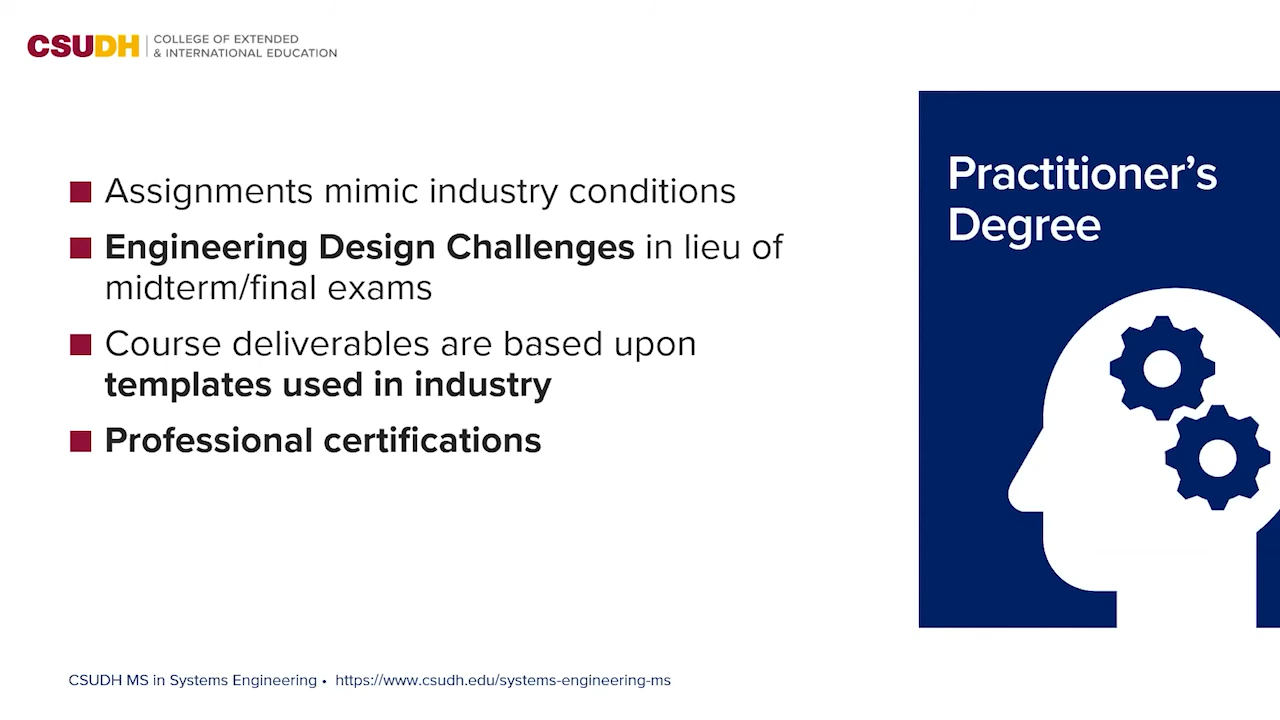 CSUDH
COLLEGE OF EXTENDED
& INTERNATIONAL EDUCATION
Assignments mimic industry conditions
Engineering Design Challenges in lieu of
midterm/final exams
Course deliverables are based upon
templates used in industry
Professional certifications
Practitioner’s
Degree
CSUDH MS in Systems Engineering • https://www.csudh.edu/systems-engineering-ms